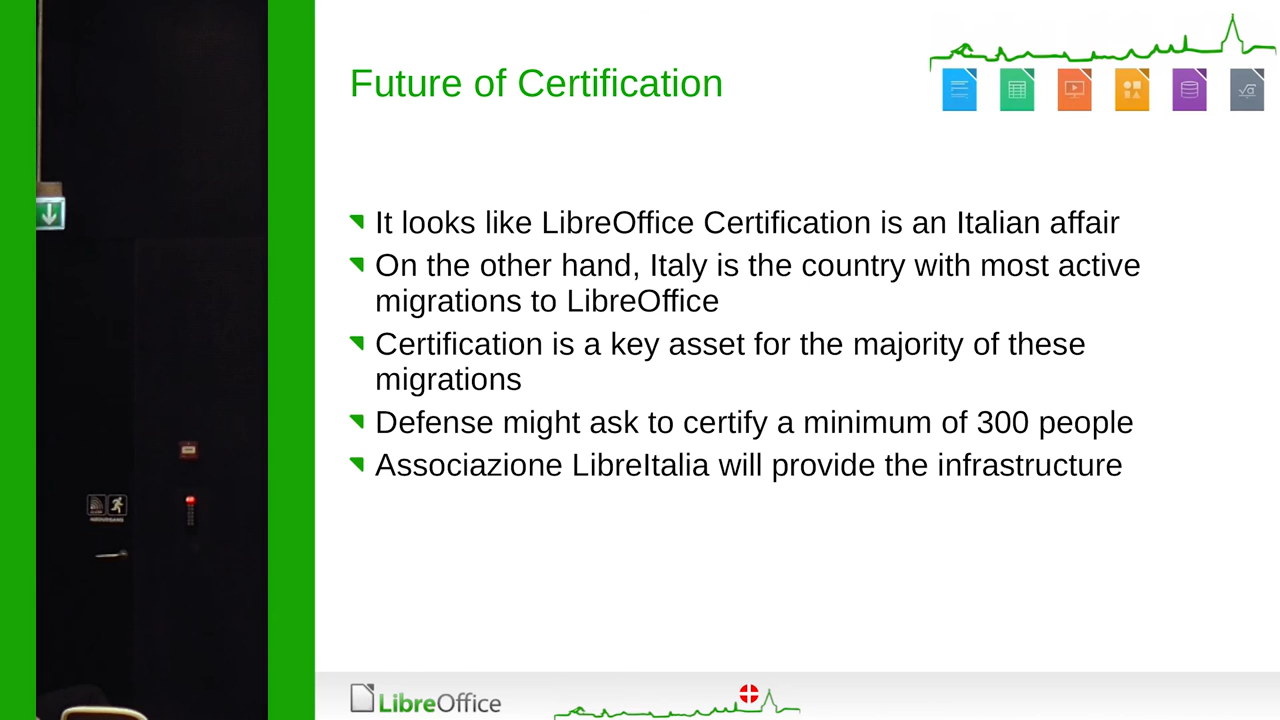 Future of Certification
It looks like LibreOffice Certification is an Italian affair
On the other hand, Italy is the country with most active
migrations to LibreOffice
Certification is a key asset for the majority of these
migrations
Defense might ask to certify a minimum of 300 people
Associazione LibreItalia will provide the infrastructure
LibreOffice